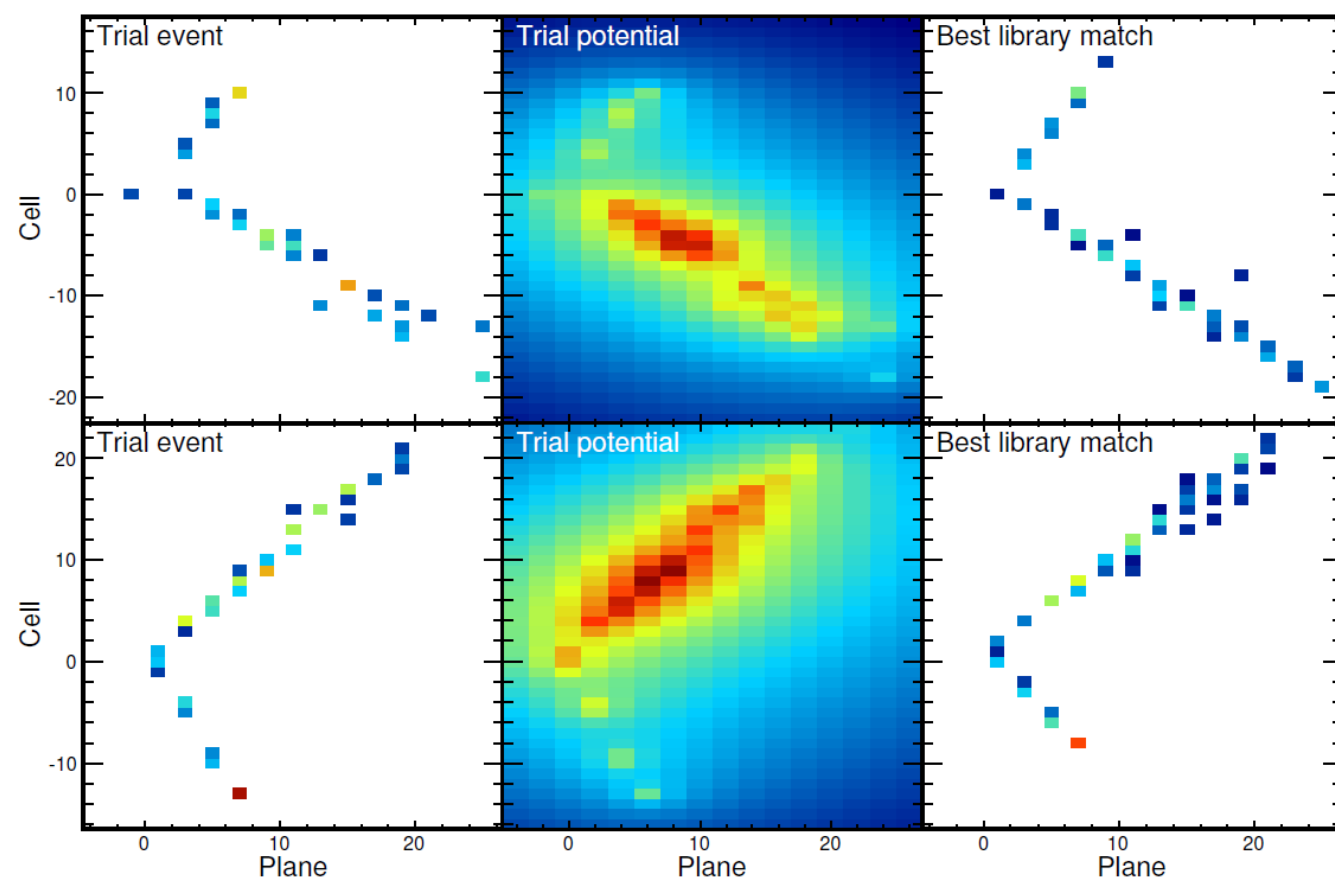 Trial event
Trial potential
Best library match
10
0
-10
-20
Cell
Trial event
Trial potential
Best library match
20
10
0
-10
Cell
0 10 20 0 10 20 0 10 20
Plane Plane Plane